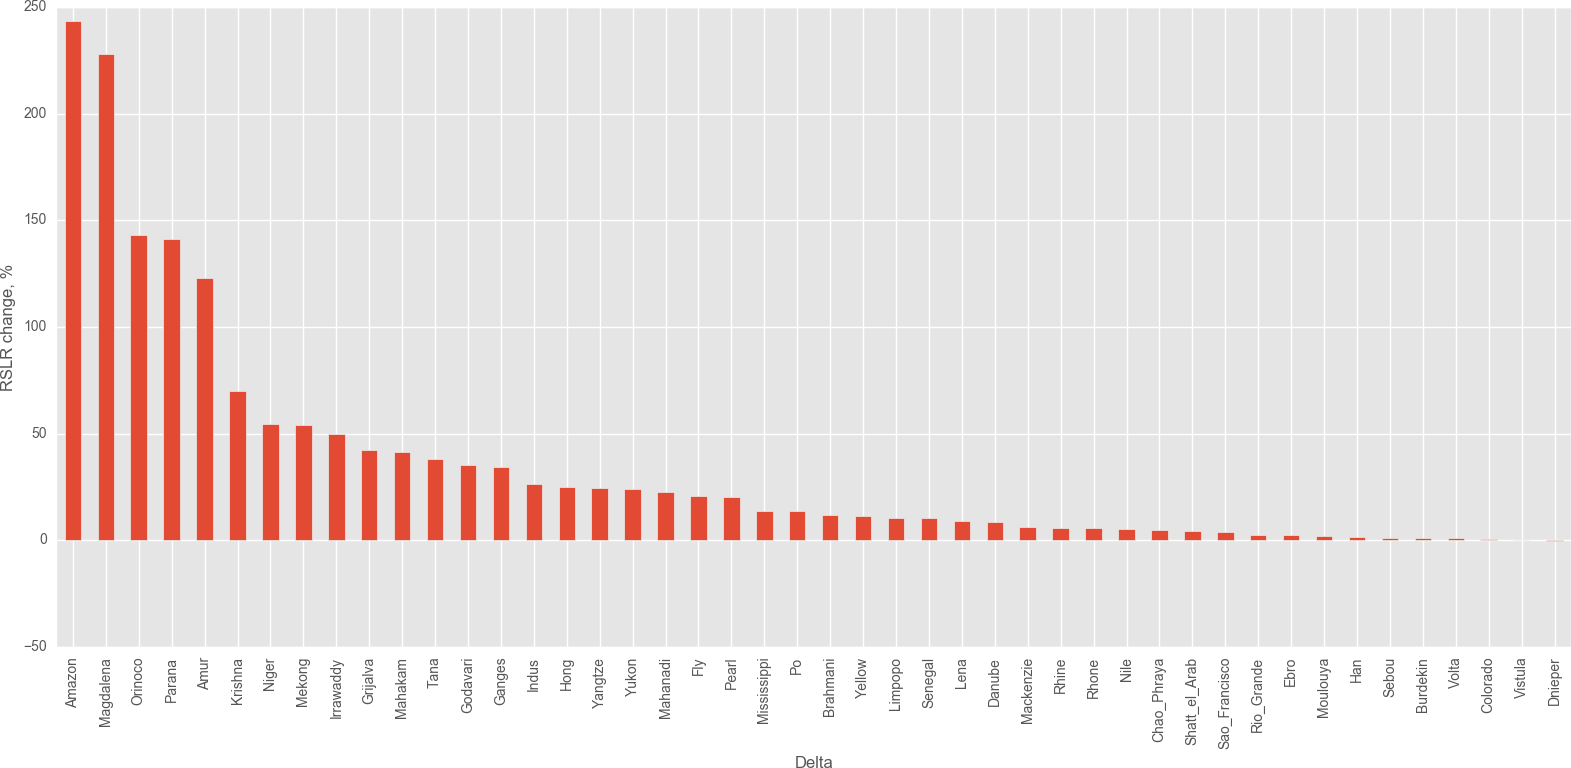 250
200
150
100
50
0
−50
RSLR change, %
Amazon
Magdalena
Orinoco
Parana
Amur
Krishna
Niger
Mekong
Irrawaddy
Grijalva
Mahakam
Tana
Godavari
Ganges
Indus
Hong
Yangtze
Yukon
Mahanadi
Fly
Pearl
Mississippi
Po
Brahmani
Yellow
Limpopo
Senegal
Lena
Danube
Mackenzie
Rhine
Rhone
Nile
Chao_Phraya
Shatt_el_Arab
Sao_Francisco
Rio_Grande
Ebro
Moulouya
Han
Sebou
Burdekin
Volta
Colorado
Vistula
Dnieper
Delta